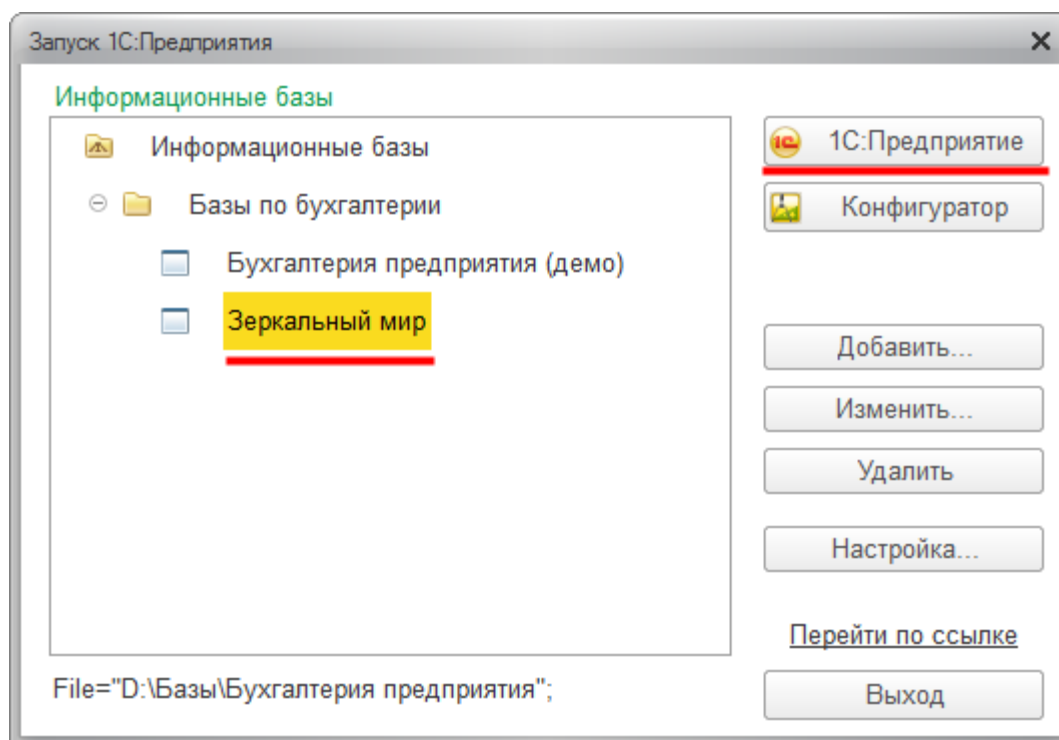 Запуск 1С:Предприятия
Информационные базы
Информационные базы
Базы по бухгалтерии
Бухгалтерия предприятия (демо)
Зеркальный мир
File="D:\Базы\Бухгалтерия предприятия";
1С:Предприятие
Конфигуратор
Добавить...
Изменить...
Удалить
Настройка...
Перейти по ссылке
Выход